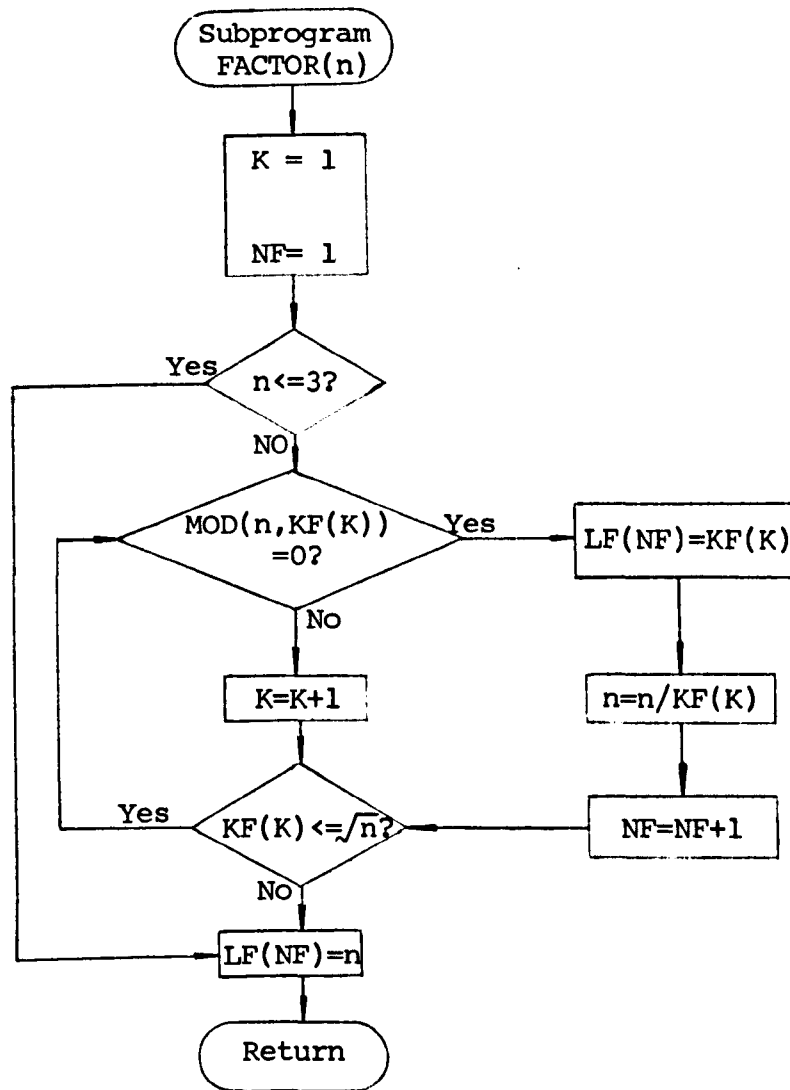 Subprogram
FACTOR(n)
K = 1
NF= 1
Yes
n<=3?
NO
MOD(n,KF(K))
=0?
Yes
LF(NF)=KF(K)
No
K=K+1
n=n/KF(K)
Yes
KF(K)<=√n?
NF=NF+1
No
LF(NF)=n
Return